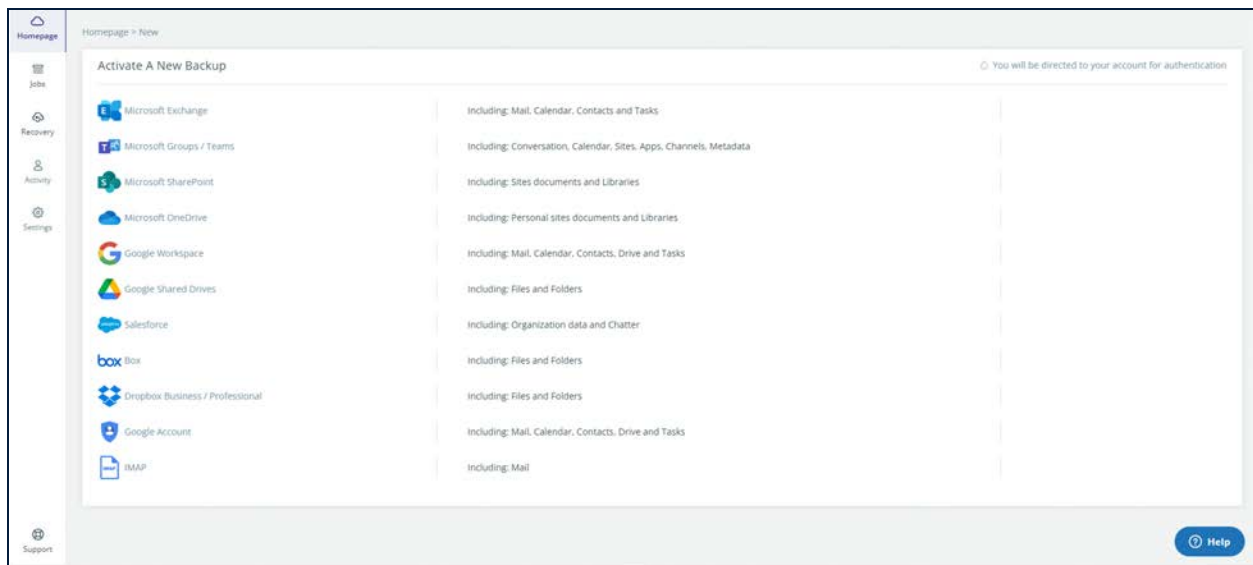 Homepage
Jobs
Recovery
Activity
Settings
Support
Homepage > New
Activate A New Backup
You will be directed to your account for authentication
Microsoft Exchange
Including: Mail, Calendar, Contacts and Tasks
Microsoft Groups / Teams
Including: Conversation, Calendar, Sites, Apps, Channels, Metadata
Microsoft SharePoint
Including: Sites documents and Libraries
Microsoft OneDrive
Including: Personal sites documents and Libraries
Google Workspace
Including: Mail, Calendar, Contacts, Drive and Tasks
Google Shared Drives
Including: Files and Folders
Salesforce
Including: Organization data and Chatter
box Box
Including: Files and Folders
Dropbox Business / Professional
Including: Files and Folders
Google Account
Including: Mail, Calendar, Contacts, Drive and Tasks
IMAP
Including: Mail
Help